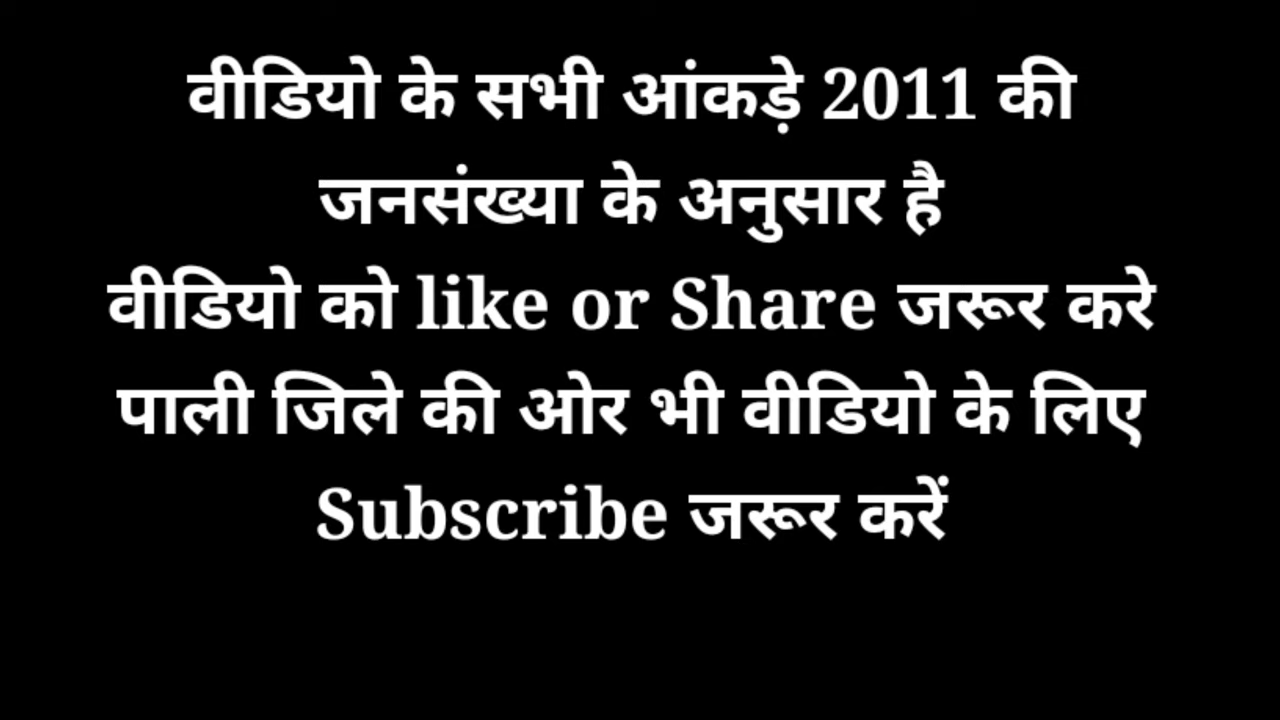 वीडियो के सभी आंकड़े 2011 की
जनसंख्या के अनुसार है
वीडियो को like or Share जरूर करे
पाली जिले की ओर भी वीडियो के लिए
Subscribe जरूर करें